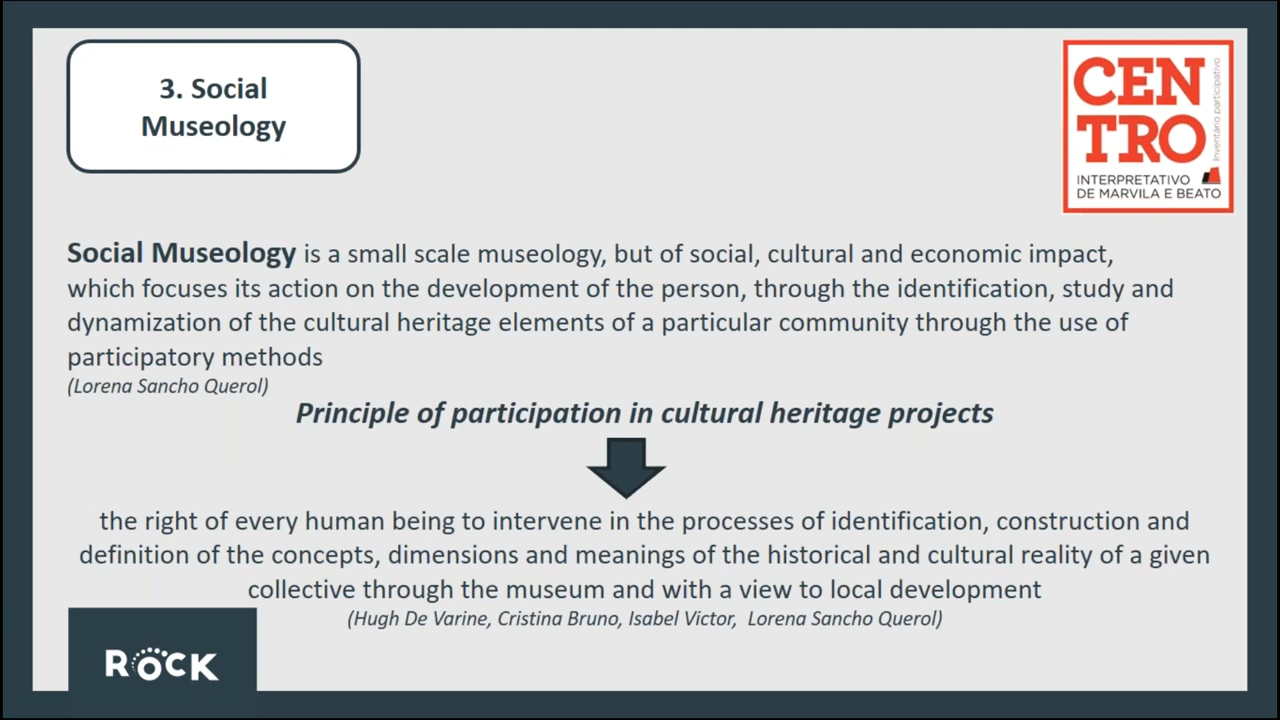 3. Social
Museology
CEN
TRO
Inventário participativo
INTERPRETATIVO
DE MARVILA E BEATO
Social Museology is a small scale museology, but of social, cultural and economic impact,
which focuses its action on the development of the person, through the identification, study and
dynamization of the cultural heritage elements of a particular community through the use of
participatory methods
(Lorena Sancho Querol)
Principle of participation in cultural heritage projects
the right of every human being to intervene in the processes of identification, construction and
definition of the concepts, dimensions and meanings of the historical and cultural reality of a given
collective through the museum and with a view to local development
(Hugh De Varine, Cristina Bruno, Isabel Victor, Lorena Sancho Querol)
ROCK